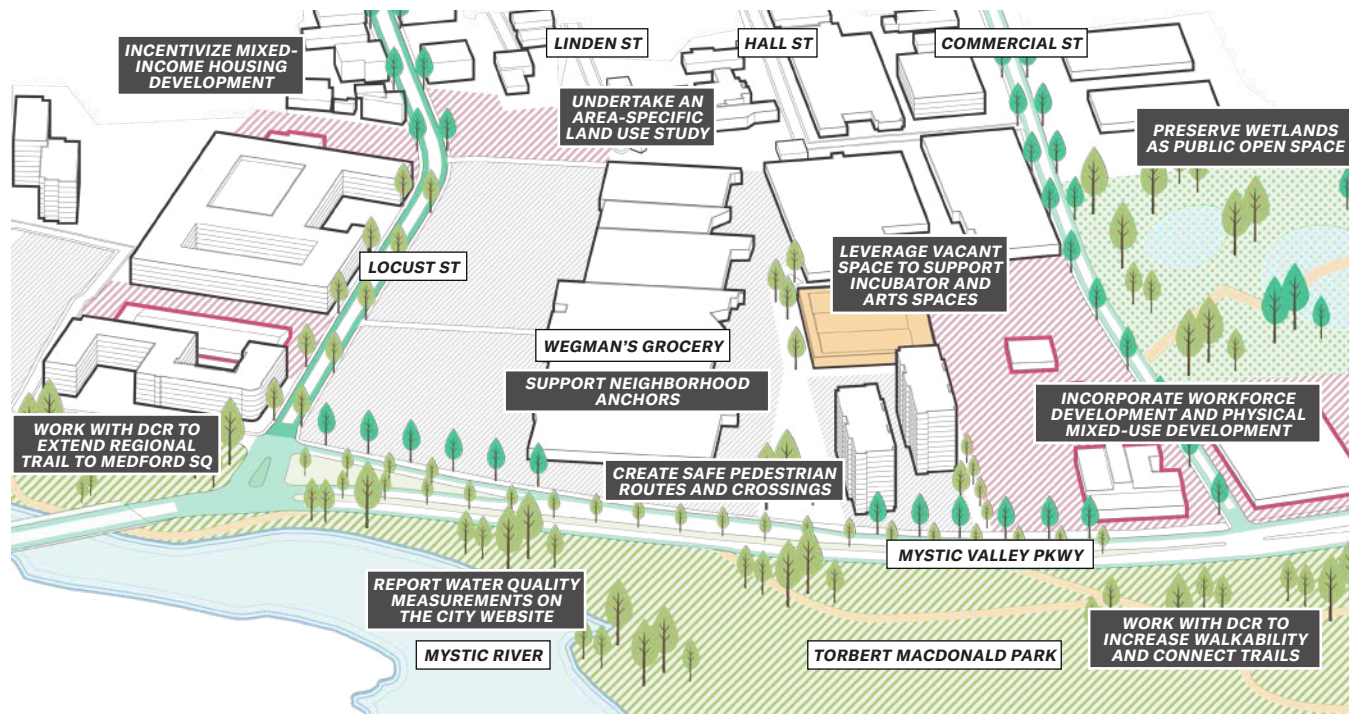 LINDEN ST
HALL ST
COMMERCIAL ST
INCENTIVIZE MIXED-
INCOME HOUSING
DEVELOPMENT
UNDERTAKE AN
AREA-SPECIFIC
LAND USE STUDY
PRESERVE WETLANDS
AS PUBLIC OPEN SPACE
LOCUST ST
LEVERAGE VACANT
SPACE TO SUPPORT
INCUBATOR AND
ARTS SPACES
WEGMAN'S GROCERY
SUPPORT NEIGHBORHOOD
ANCHORS
INCORPORATE WORKFORCE
DEVELOPMENT AND PHYSICAL
MIXED-USE DEVELOPMENT
WORK WITH DCR TO
EXTEND REGIONAL
TRAIL TO MEDFORD SQ
CREATE SAFE PEDESTRIAN
ROUTES AND CROSSINGS
MYSTIC VALLEY PKWY
REPORT WATER QUALITY
MEASUREMENTS ON
THE CITY WEBSITE
WORK WITH DCR TO
INCREASE WALKABILITY
AND CONNECT TRAILS
MYSTIC RIVER
TORBERT MACDONALD PARK